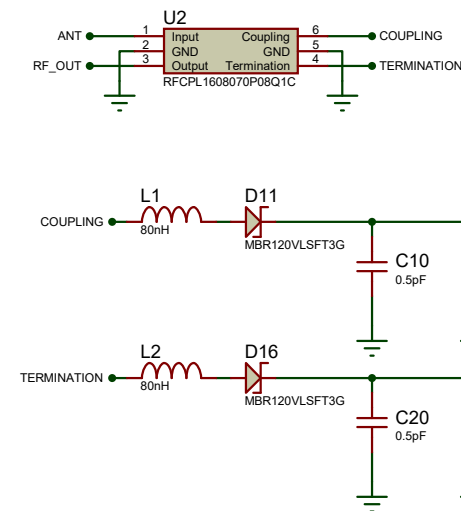 U2
ANT 1 Input Coupling 6 COUPLING
2 GND GND 5
RF_OUT 3 Output Termination 4 TERMINATION
RFCPL1608070P08Q1C
L1 D11
COUPLING
80nH MBR120VLSFT3G
C10
0.5pF
L2 D16
TERMINATION
80nH MBR120VLSFT3G
C20
0.5pF